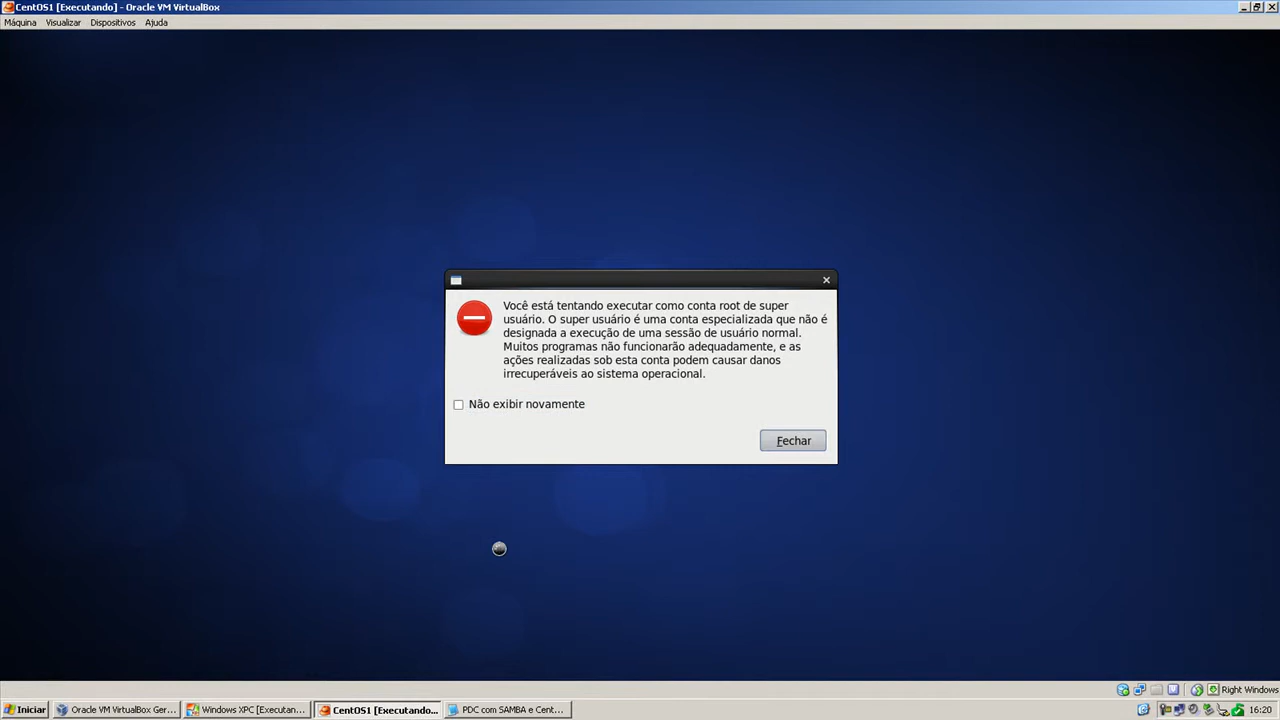 CentOS1 [Executando] - Oracle VM VirtualBox
Máquina Visualizar Dispositivos Ajuda
Você está tentando executar como conta root de super
usuário. O super usuário é uma conta especializada que não é
designada a execução de uma sessão de usuário normal.
Muitos programas não funcionarão adequadamente, e as
ações realizadas sob esta conta podem causar danos
irrecuperáveis ao sistema operacional.
Não exibir novamente
Fechar
Right Windows
Iniciar Oracle VM VirtualBox Ger... Windows XPC [Executan... CentOS1 [Executando... PDC com SAMBA e Cent... 16:20